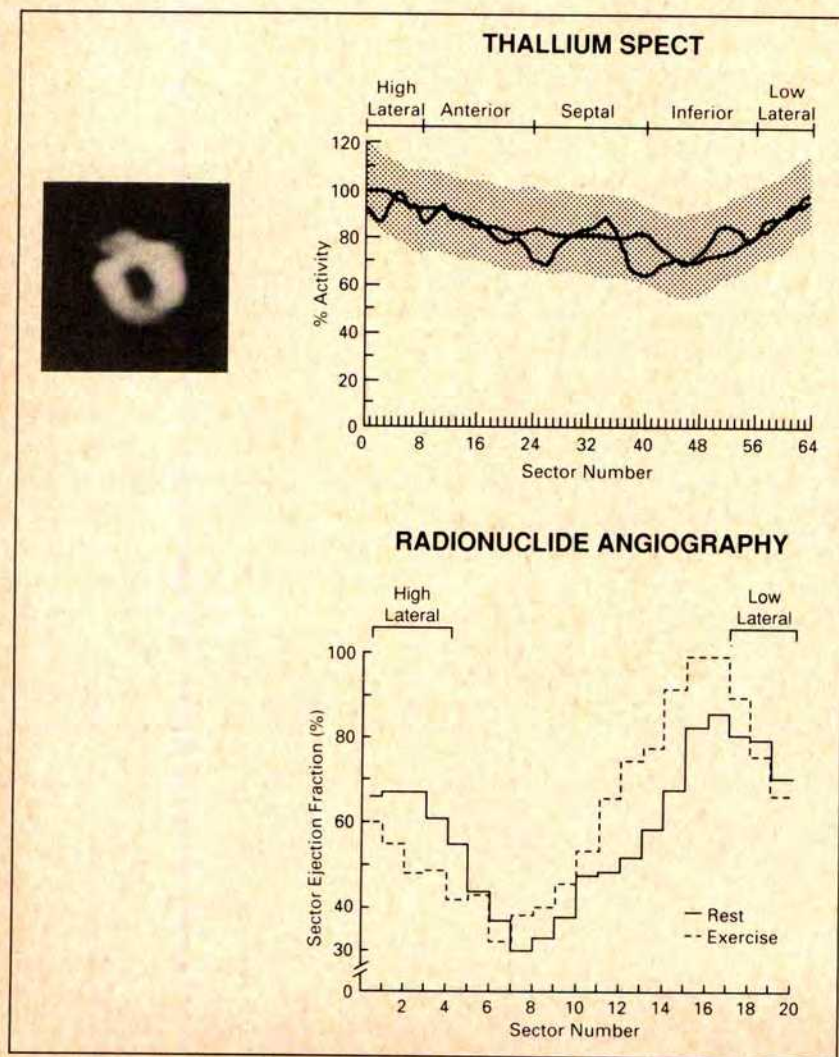 THALLIUM SPECT
High
Lateral
Anterior
Septal
Inferior
Low
Lateral
120
100
80
60
40
20
0
% Activity
0 8 16 24 32 40 48 56 64
Sector Number
RADIONUCLIDE ANGIOGRAPHY
High
Lateral
Low
Lateral
100
80
60
40
30
0
Sector Ejection Fraction (%)
Rest
Exercise
2 4 6 8 10 12 14 16 18 20
Sector Number